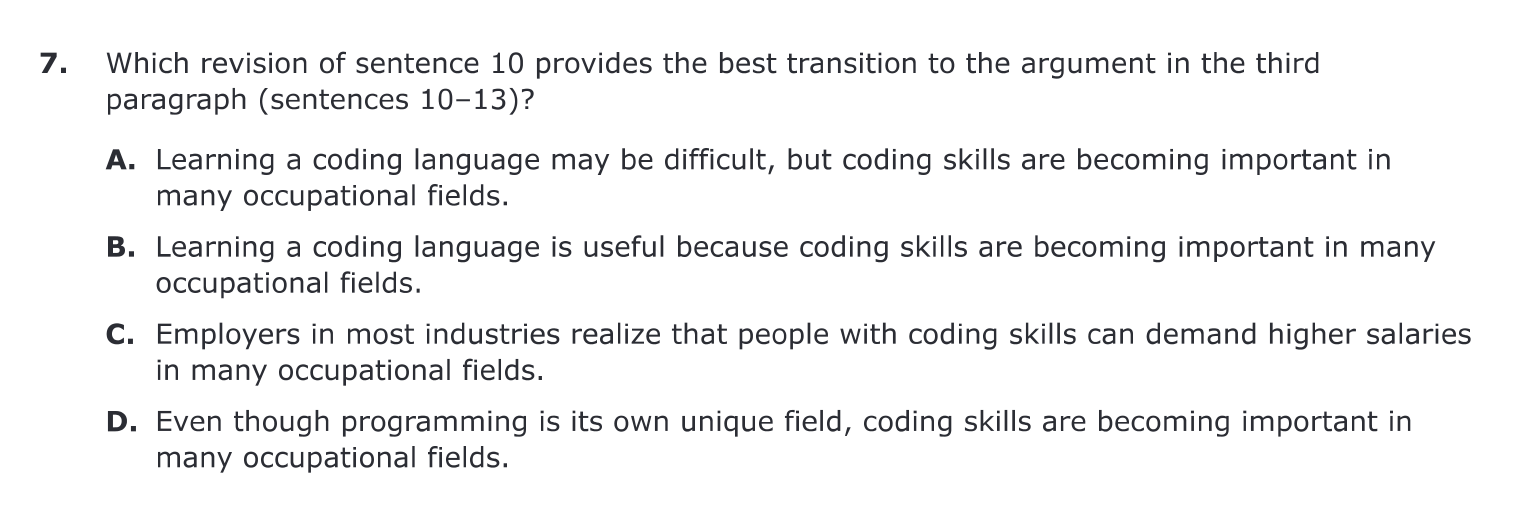 7. Which revision of sentence 10 provides the best transition to the argument in the third
paragraph (sentences 10–13)?
A. Learning a coding language may be difficult, but coding skills are becoming important in
many occupational fields.
B. Learning a coding language is useful because coding skills are becoming important in many
occupational fields.
C. Employers in most industries realize that people with coding skills can demand higher salaries
in many occupational fields.
D. Even though programming is its own unique field, coding skills are becoming important in
many occupational fields.